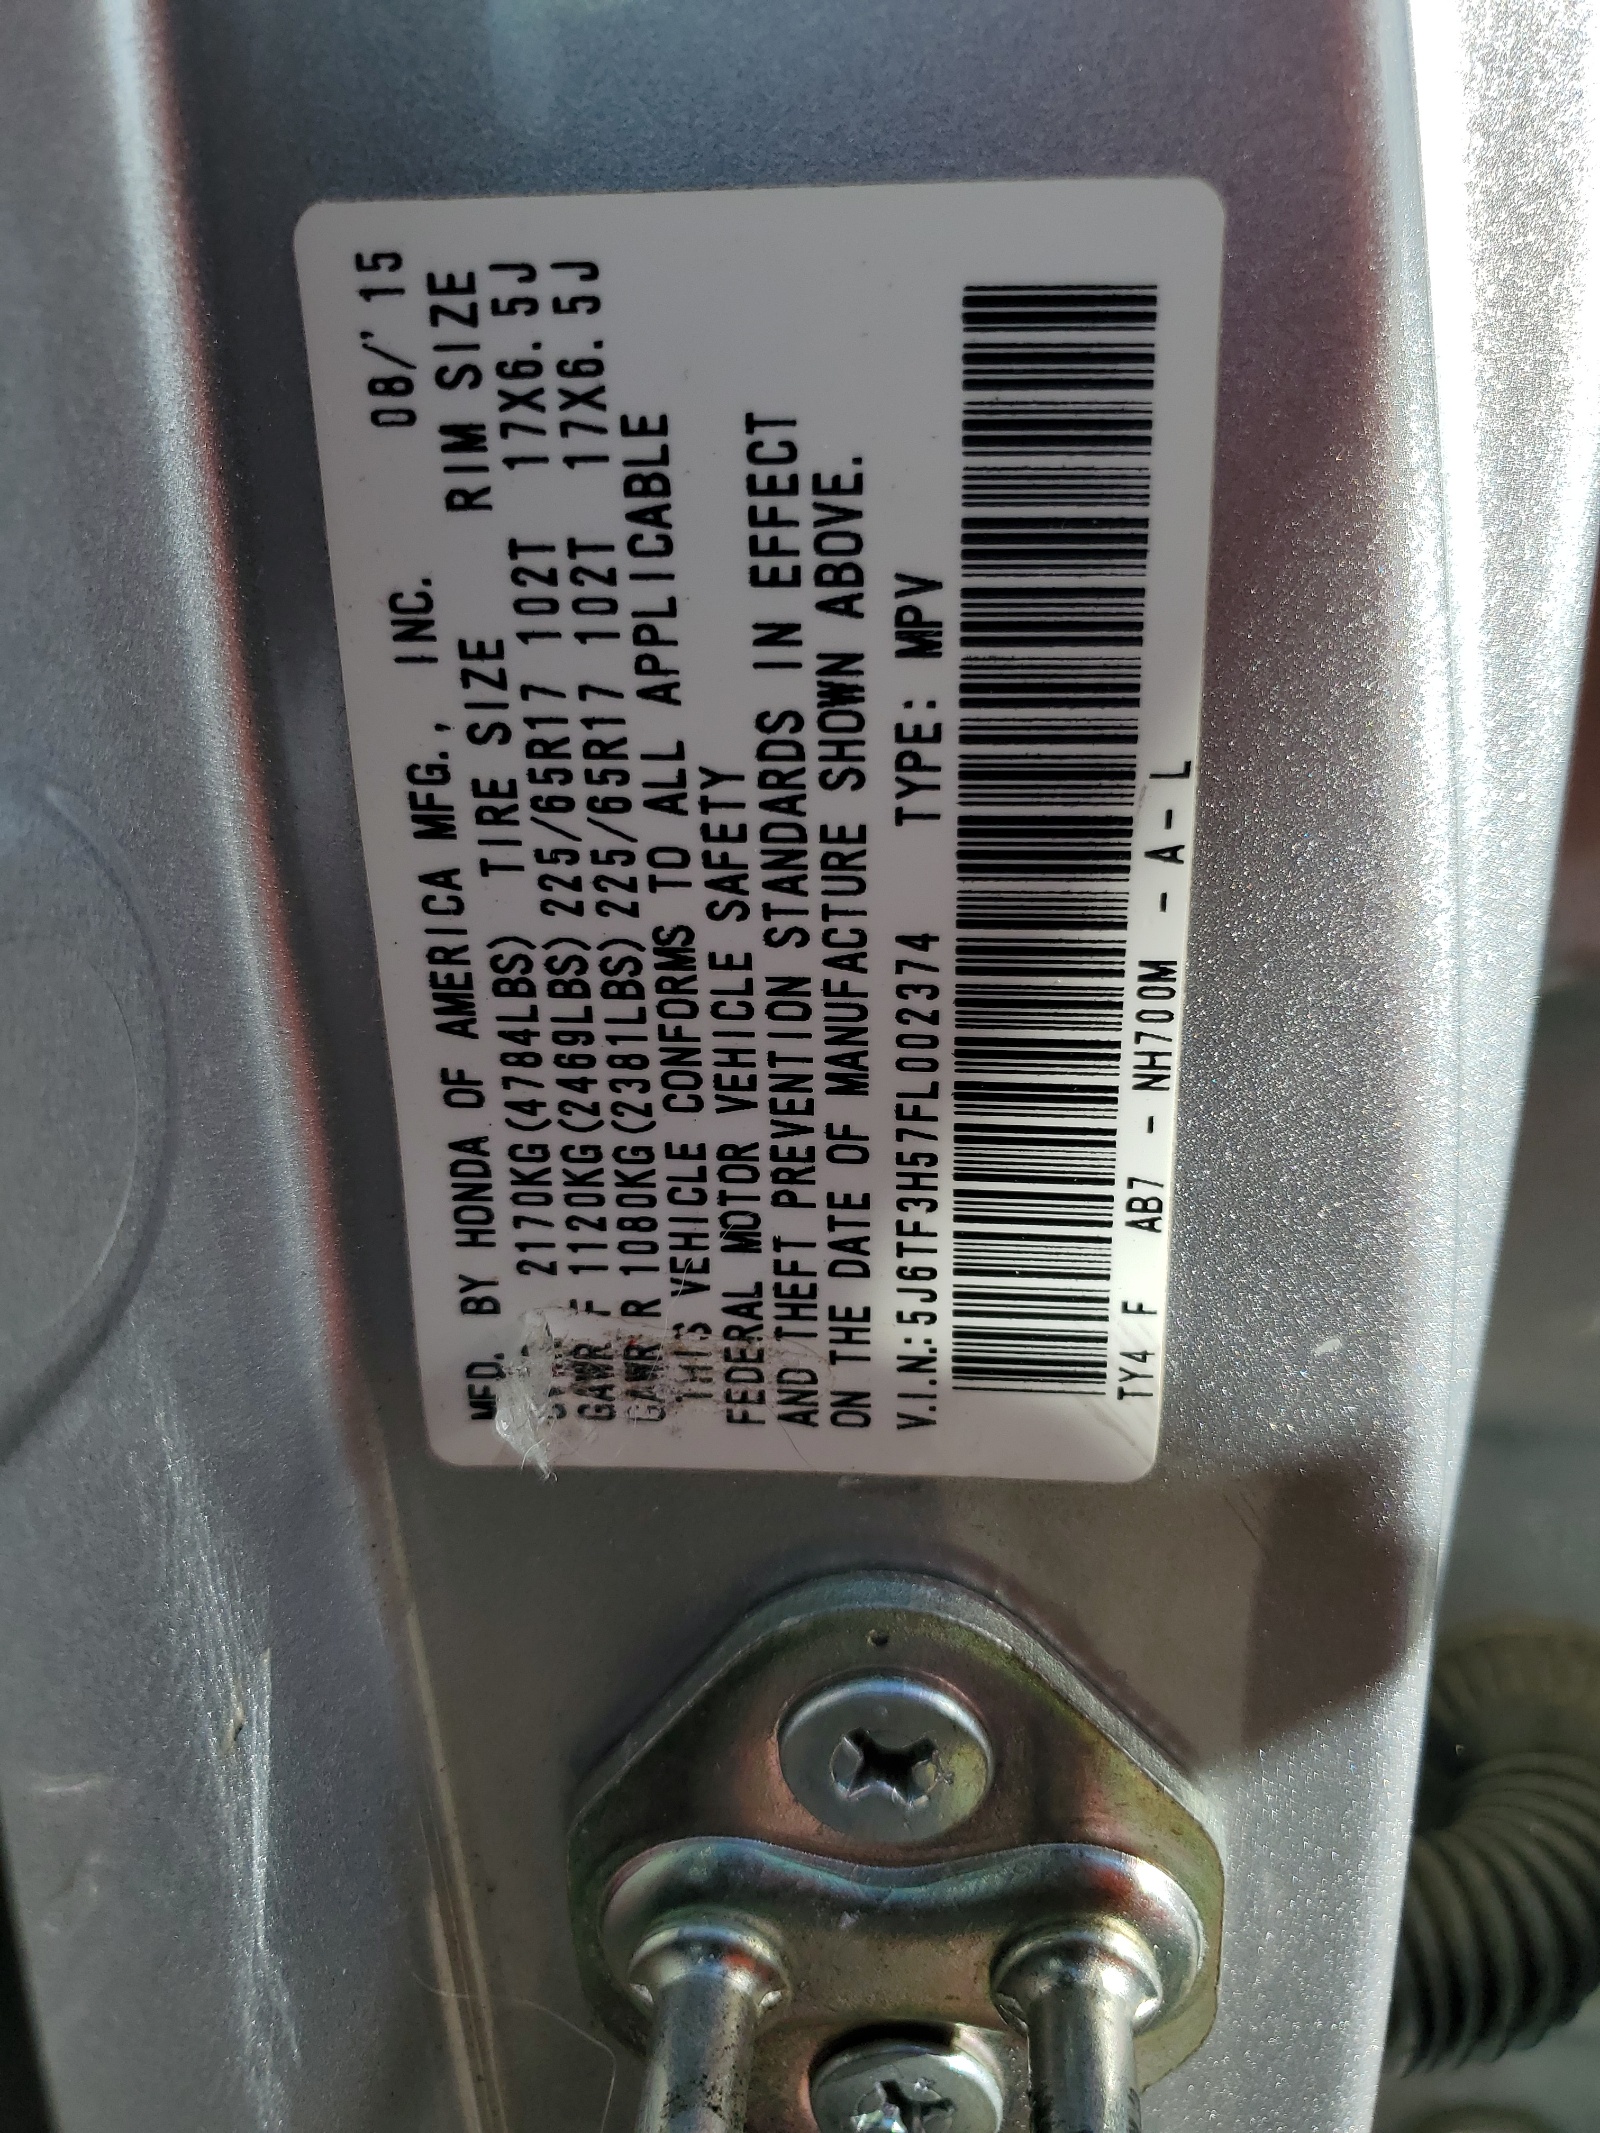 MFD. BY HONDA OF AMERICA MFG., INC. 08/'15
2170KG(4784LBS) TIRE SIZE RIM SIZE
GAWR F 1120KG(2469LBS) 225/65R17 102T 17X6.5J
GAWR R 1080KG(2381LBS) 225/65R17 102T 17X6.5J
THIS VEHICLE CONFORMS TO ALL APPLICABLE
FEDERAL MOTOR VEHICLE SAFETY
AND THEFT PREVENTION STANDARDS IN EFFECT
ON THE DATE OF MANUFACTURE SHOWN ABOVE.
V.I.N.:5J6TF3H57FL002374 TYPE: MPV
TY4 F AB7 - NH700M - A - L